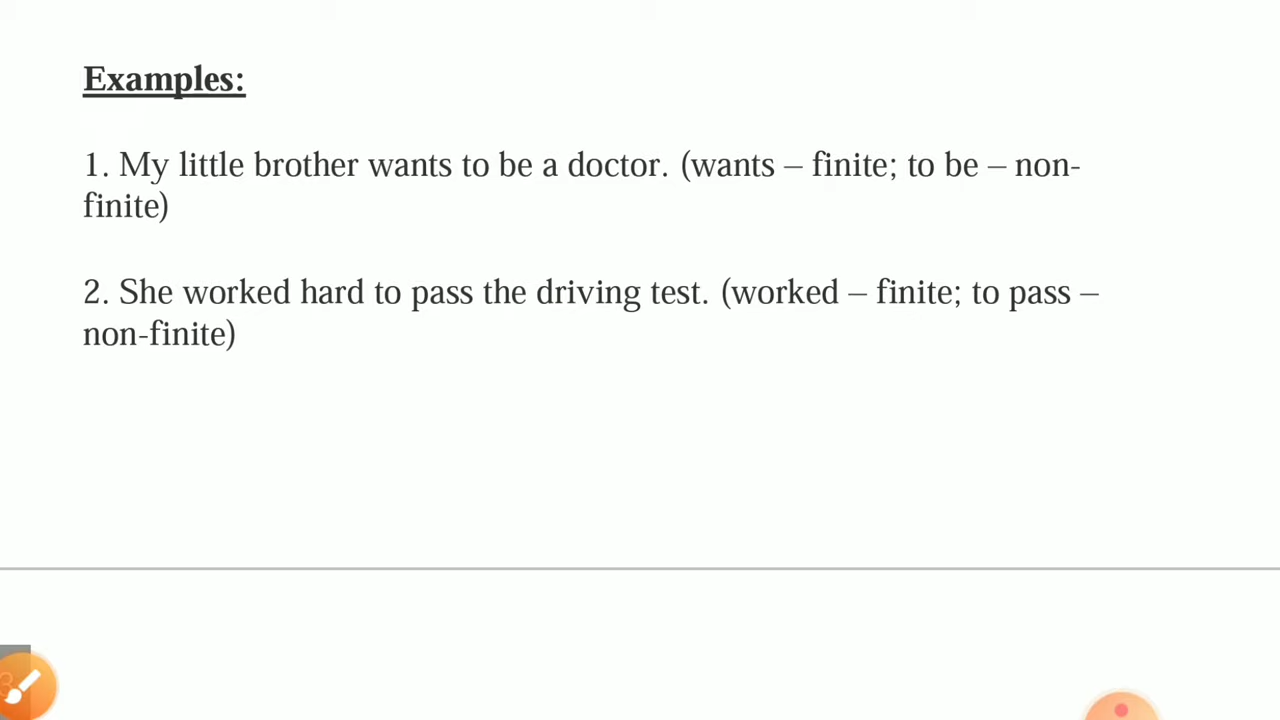 Examples:
1. My little brother wants to be a doctor. (wants – finite; to be – non-
finite)
2. She worked hard to pass the driving test. (worked – finite; to pass –
non-finite)
3